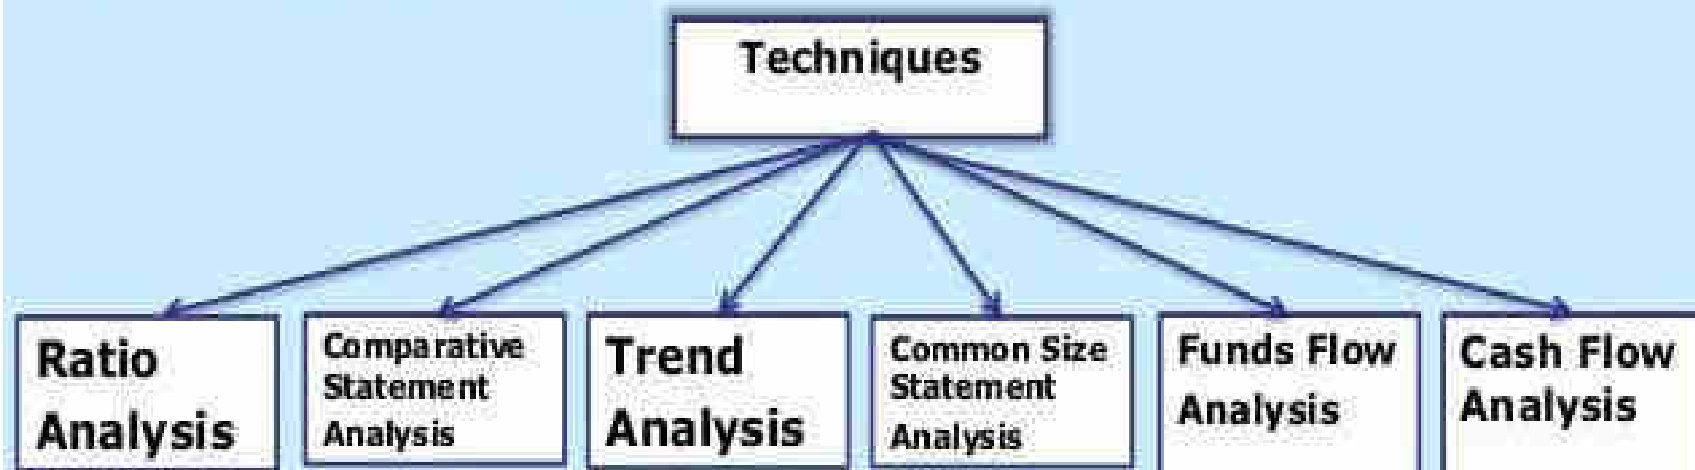 Techniques
Ratio
Analysis
Comparative
Statement
Analysis
Trend
Analysis
Common Size
Statement
Analysis
Funds Flow
Analysis
Cash Flow
Analysis